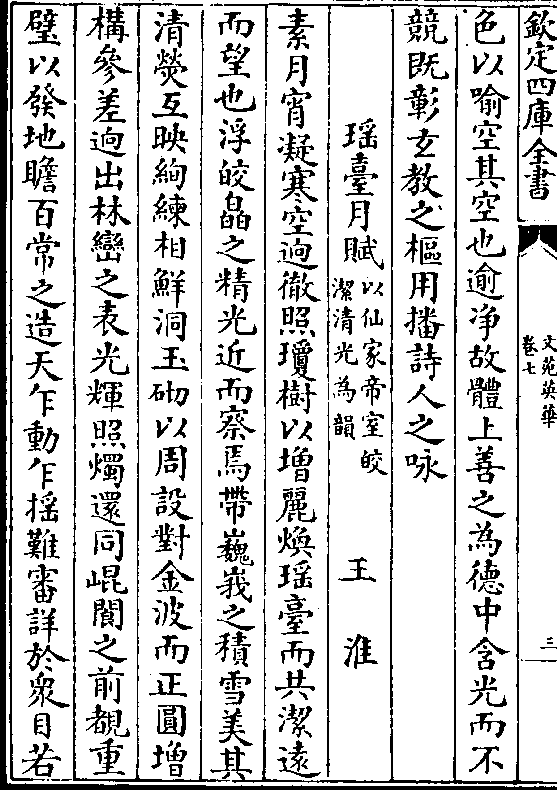 欽定四庫全書
文苑英華
卷七
三
色以喻空其空也逾净故體上善之為德中含光而不
競既彰玄教之樞用播詩人之咏
瑶臺月賦以仙家帝室皎潔清光為韻 王淮
素月宵凝寒空逈徹照瓊樹以增麗煥瑶臺而共潔遠
而望也浮皎皛之精光近而察焉帶巍峩之積雪美其
清熒互映絢練相鮮洞玉砌以周設對金波而正圓增
構參差逈出林巒之表光輝照燭還同崐閬之前覩重
璧以發地瞻百常之造天乍動乍揺難審詳於衆目若